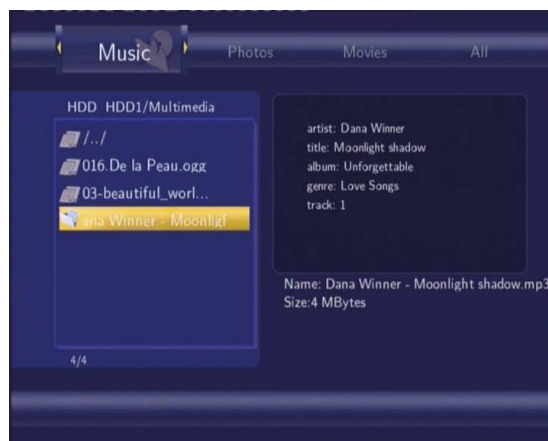 Music Photos Movies All
HDD HDD1/Multimedia
/../
016.De la Peau.ogg
03-beautiful_worl...
ana Winner - Moonligl
4/4
artist: Dana Winner
title: Moonlight shadow
album: Unforgettable
genre: Love Songs
track: 1
Name: Dana Winner - Moonlight shadow.mp3
Size:4 MBytes